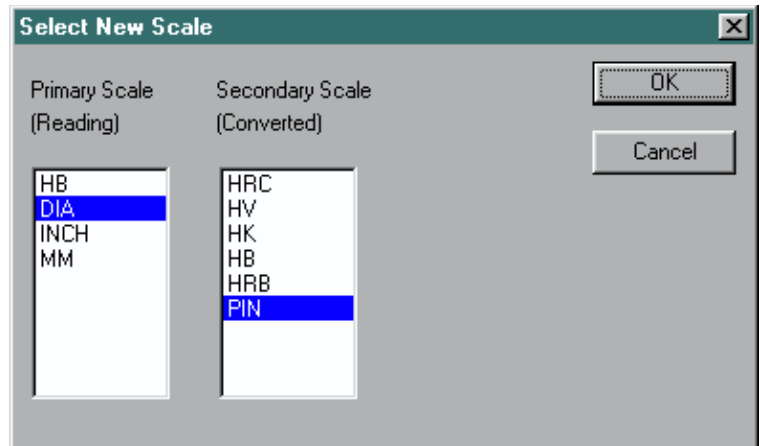 Select New Scale
Primary Scale
(Reading)
Secondary Scale
(Converted)
OK
Cancel
HB
DIA
INCH
MM
HRC
HV
HK
HB
HRB
PIN